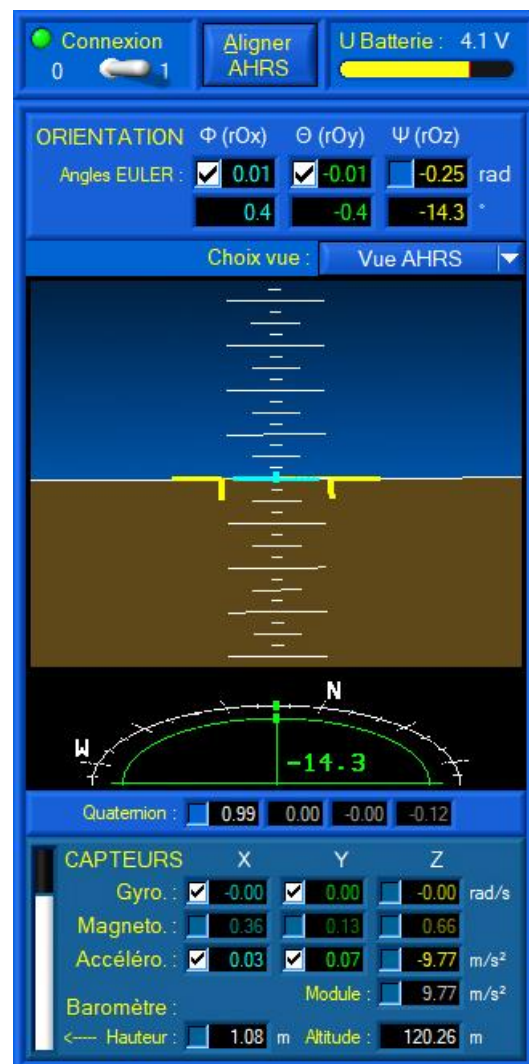 Connexion Aligner AHRS U Batterie : 4.1 V
0 1
ORIENTATION Φ (rOx) Θ (rOy) Ψ (rOz)
Angles EULER : 0.01 -0.01 -0.25 rad
0.4 -0.4 -14.3 °
Choix vue : Vue AHRS
N
W
-14.3
Quaternion : 0.99 0.00 -0.00 -0.12
CAPTEURS X Y Z
Gyro. : -0.00 0.00 -0.00 rad/s
Magneto. : 0.36 0.13 0.66
Accéléro. : 0.03 0.07 -9.77 m/s²
Module : 9.77 m/s²
Baromètre :
<---- Hauteur : 1.08 m Altitude : 120.26 m